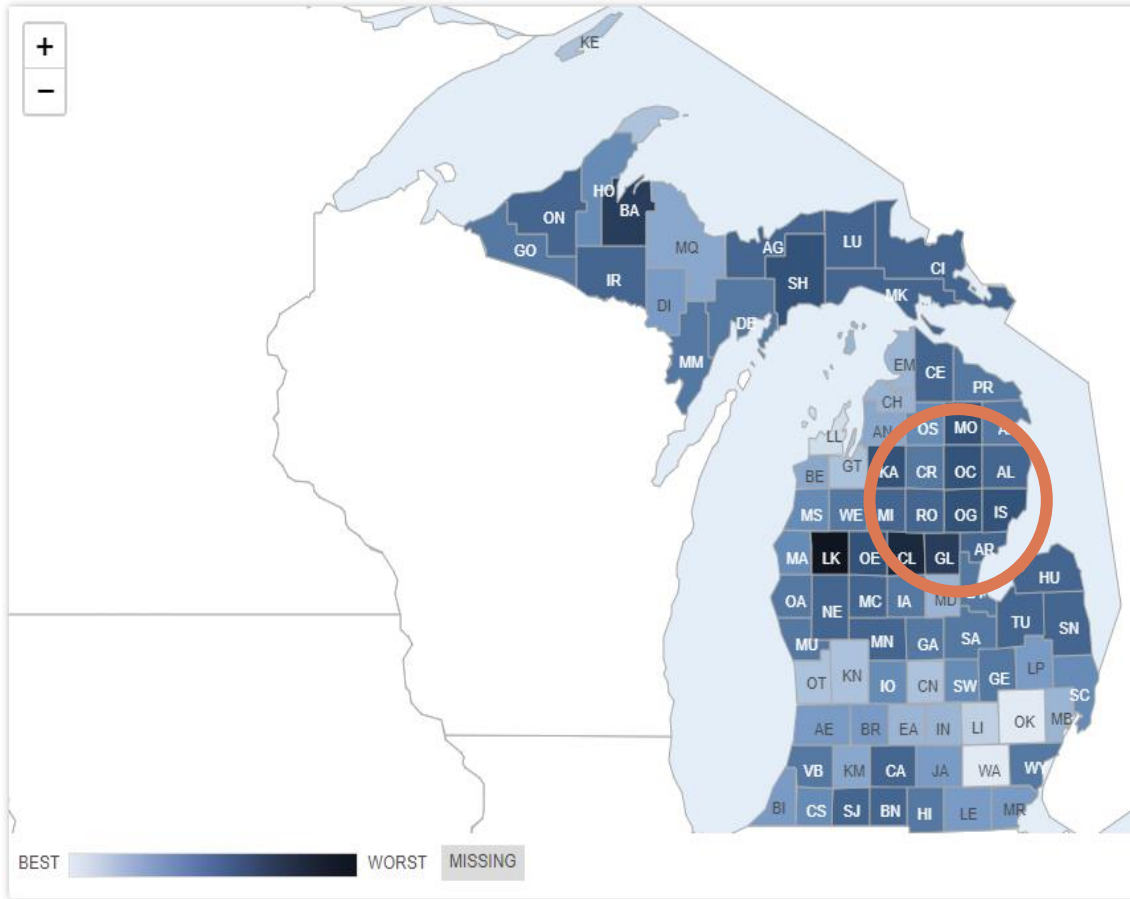 +
−
KE
HO
BA
ON
GO
MQ
AG
LU
IR
SH
CI
MK
DI
DE
MM
EM
CE
PR
CH
AN
OS
MO
LL
GT
BE
KA
CR
OC
AL
MS
WE
MI
RO
OG
IS
MA
LK
OE
CL
GL
AR
HU
OA
NE
MC
IA
MD
TU
SN
MU
MN
GA
SA
OT
KN
IO
CN
SW
GE
LP
SC
AE
BR
EA
IN
LI
OK
MB
VB
KM
CA
JA
WA
WY
BI
CS
SJ
BN
HI
LE
MR
BEST
WORST
MISSING